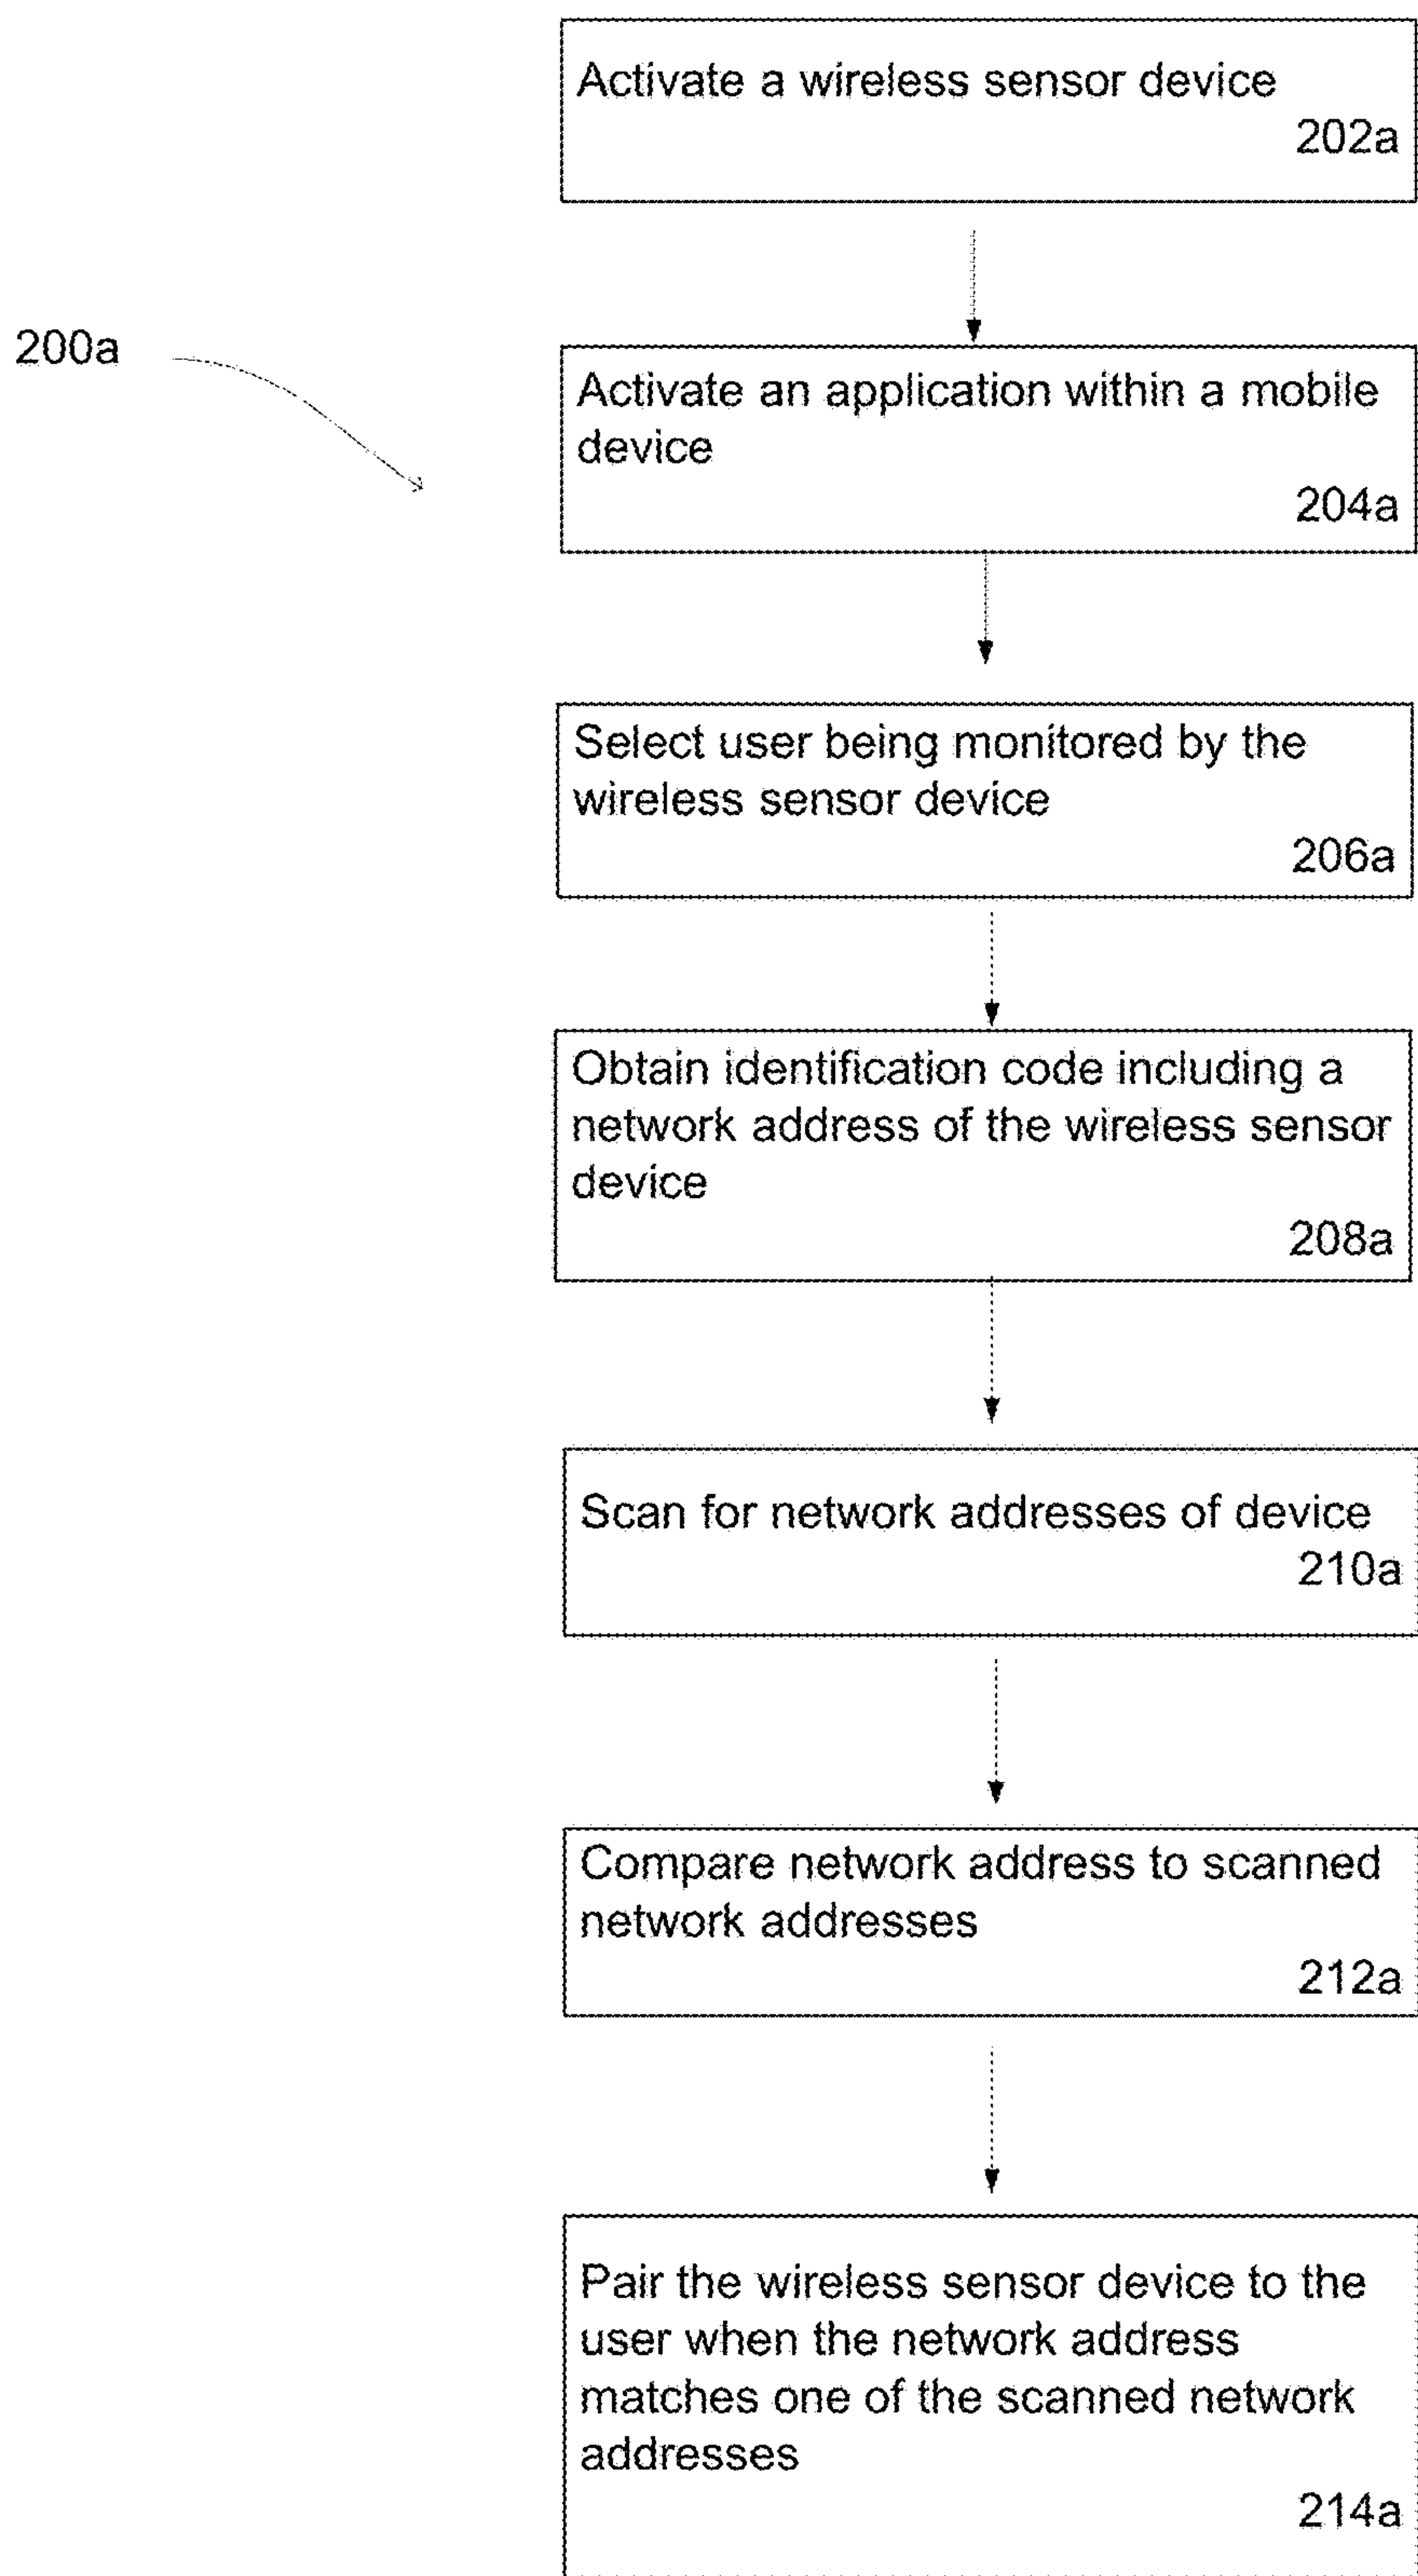 Activate a wireless sensor device
202a
200a
Activate an application within a mobile
device
204a
Select user being monitored by the
wireless sensor device
206a
Obtain identification code including a
network address of the wireless sensor
device
208a
Scan for network addresses of device
210a
Compare network address to scanned
network addresses
212a
Pair the wireless sensor device to the
user when the network address
matches one of the scanned network
addresses
214a